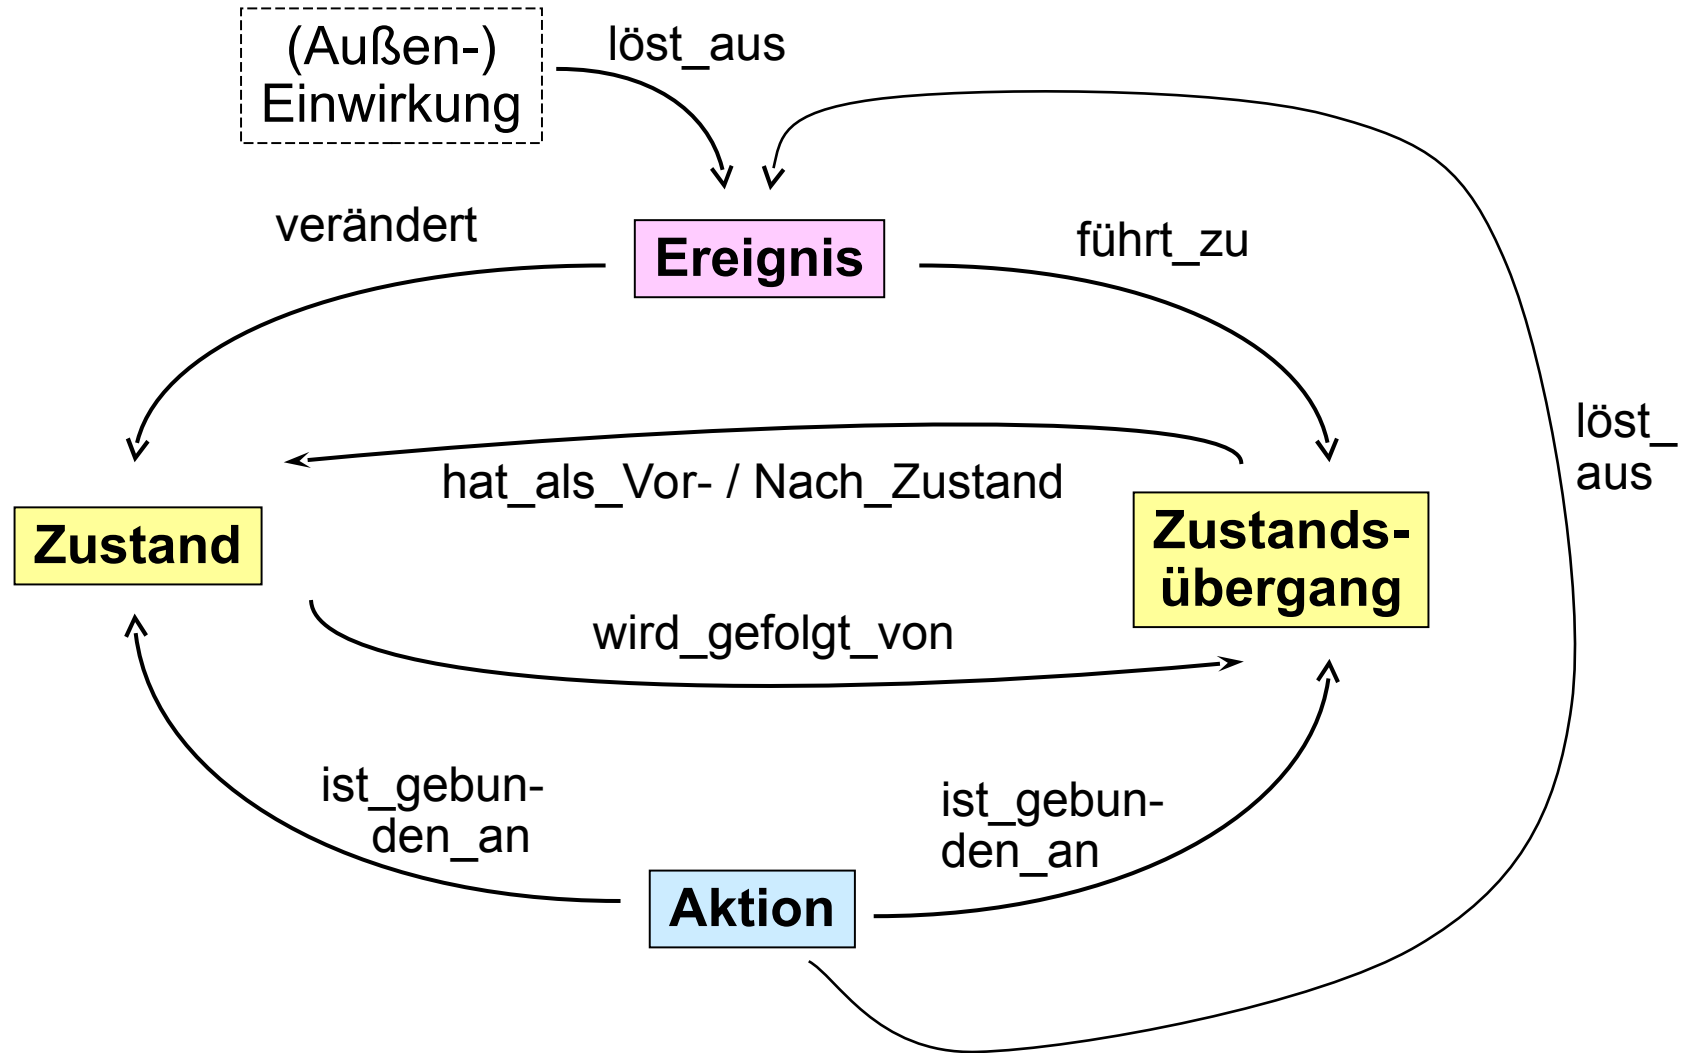 (Außen-)
Einwirkung
löst_aus
verändert
Ereignis
führt_zu
hat_als_Vor- / Nach_Zustand
löst_
aus
Zustand
Zustands-
übergang
wird_gefolgt_von
ist_gebun-
den_an
ist_gebun-
den_an
Aktion